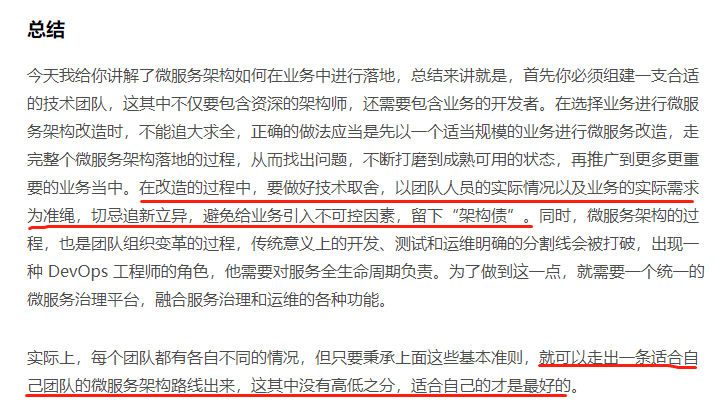 总结
今天我给你讲解了微服务架构如何在业务中进行落地，总结来讲就是，首先你必须组建一支合适
的技术团队，这其中不仅要包含资深的架构师，还需要包含业务的开发者。在选择业务进行微服
务架构改造时，不能追大求全，正确的做法应当是先以一个适当规模的业务进行微服务改造，走
完整个微服务架构落地的过程，从而找出问题，不断打磨到成熟可用的状态，再推广到更多更重
要的业务当中。在改造的过程中，要做好技术取舍，以团队人员的实际情况以及业务的实际需求
为准绳，切忌追新立异，避免给业务引入不可控因素，留下“架构债”。同时，微服务架构的过
程，也是团队组织变革的过程，传统意义上的开发、测试和运维明确的分割线会被打破，出现一
种 DevOps 工程师的角色，他需要对服务全生命周期负责。为了做到这一点，就需要一个统一的
微服务治理平台，融合服务治理和运维的各种功能。
实际上，每个团队都有各自不同的情况，但只要秉承上面这些基本准则，就可以走出一条适合自
己团队的微服务架构路线出来，这其中没有高低之分，适合自己的才是最好的。